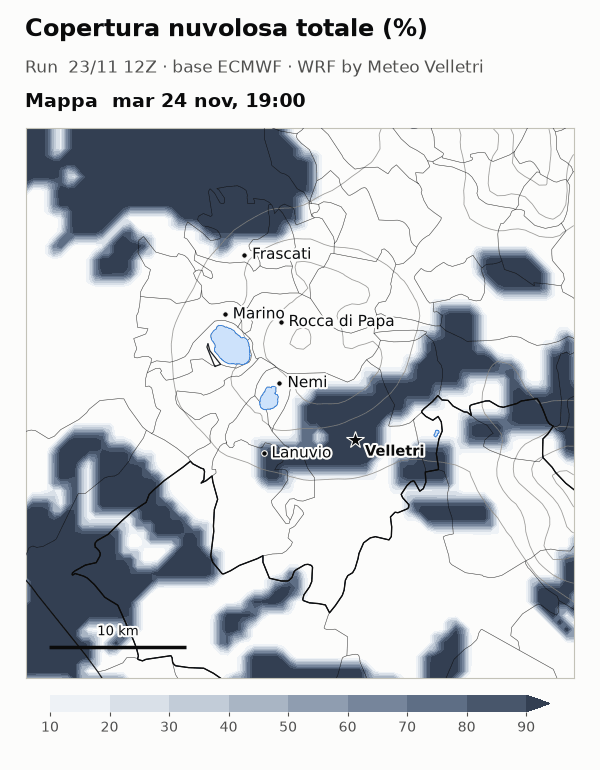 Copertura nuvolosa totale (%)
Run 23/11 12Z · base ECMWF · WRF by Meteo Velletri
Mappa mar 24 nov, 19:00
Frascati
Marino
Rocca di Papa
Nemi
Velletri
Lanuvio
10 km
10 20 30 40 50 60 70 80 90